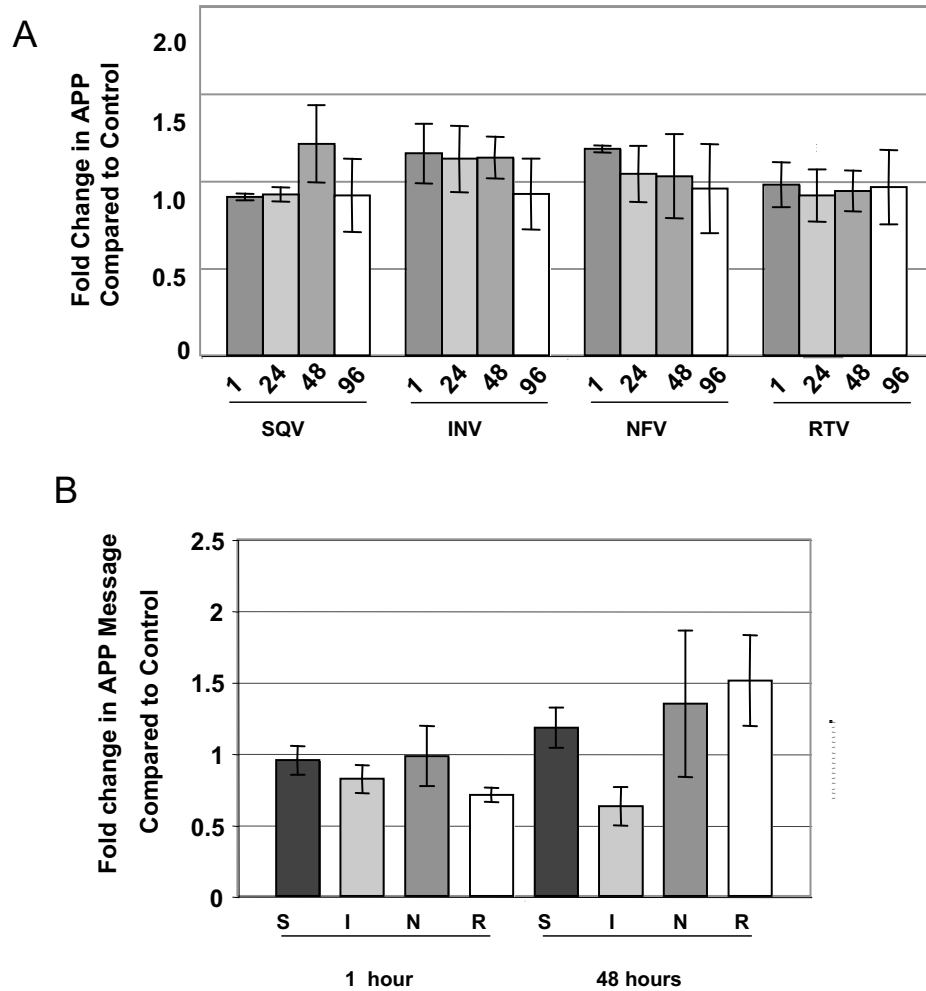 A
Fold Change in APP
Compared to Control
2.0
1.5
1.0
0.5
0
1 24 48 96 1 24 48 96 1 24 48 96 1 24 48 96
SQV INV NFV RTV
B
Fold change in APP Message
Compared to Control
2.5
2
1.5
1
0.5
0
S I N R S I N R
1 hour 48 hours